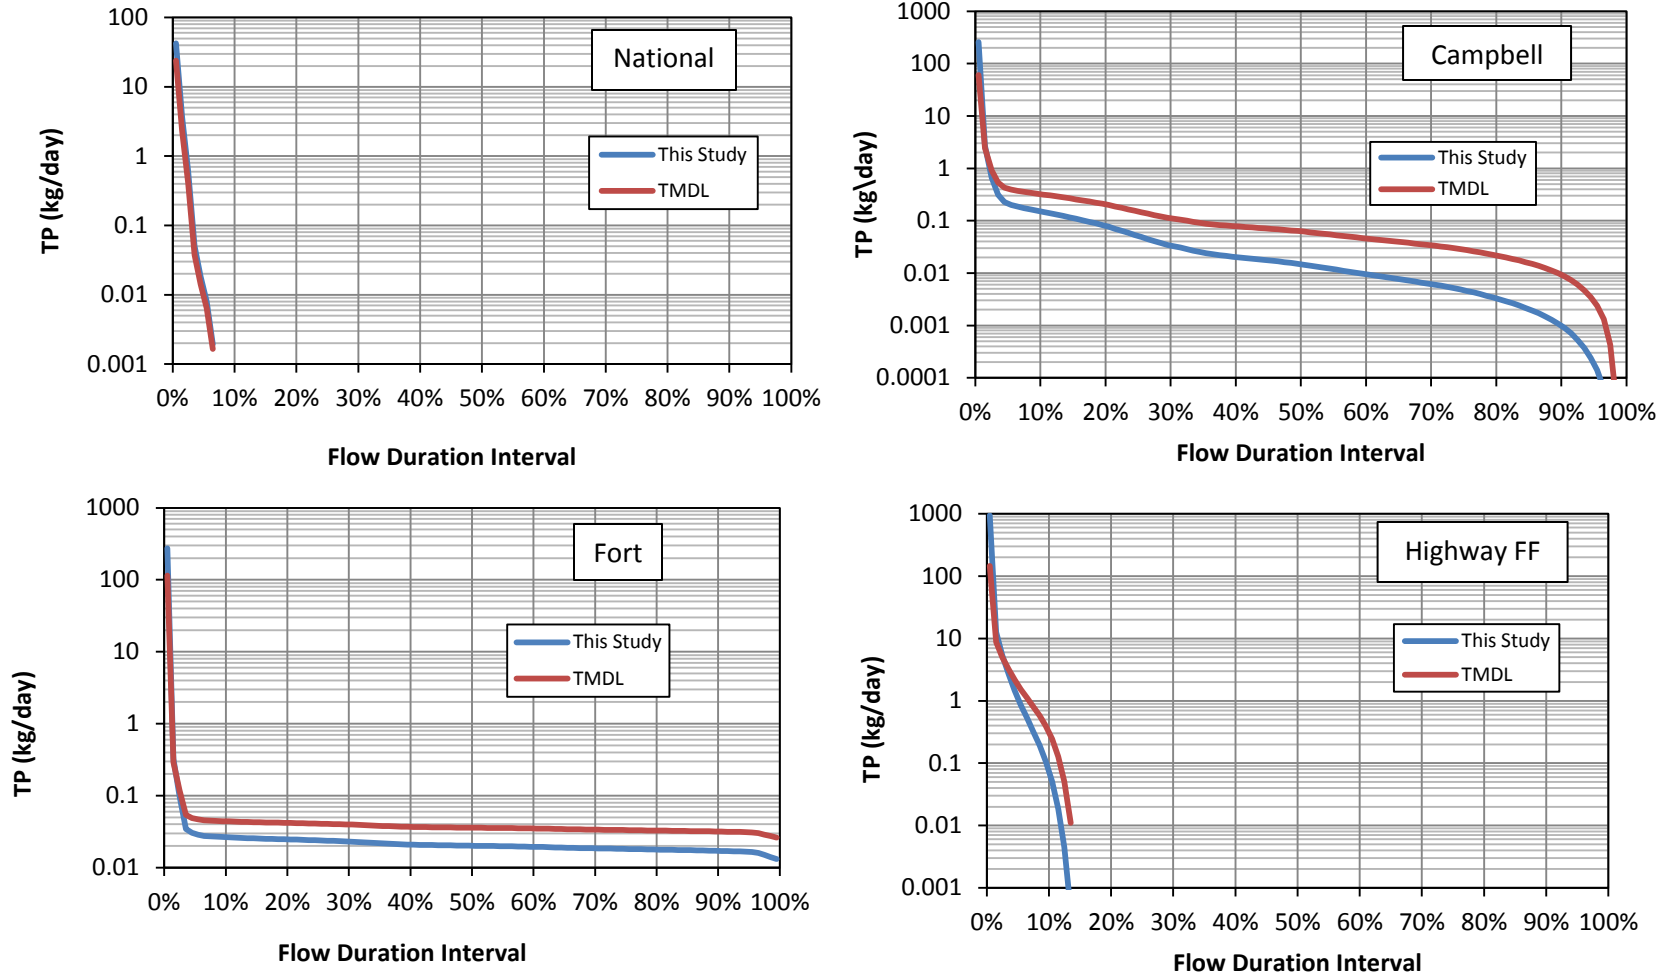 National
TP (kg/day)
100
10
1
0.1
0.01
0.001
This Study
TMDL
0% 10% 20% 30% 40% 50% 60% 70% 80% 90% 100%
Flow Duration Interval
Campbell
TP (kg\day)
1000
100
10
1
0.1
0.01
0.001
0.0001
This Study
TMDL
0% 10% 20% 30% 40% 50% 60% 70% 80% 90% 100%
Flow Duration Interval
Fort
TP (kg/day)
1000
100
10
1
0.1
0.01
This Study
TMDL
0% 10% 20% 30% 40% 50% 60% 70% 80% 90% 100%
Flow Duration Interval
Highway FF
TP (kg/day)
1000
100
10
1
0.1
0.01
0.001
This Study
TMDL
0% 10% 20% 30% 40% 50% 60% 70% 80% 90% 100%
Flow Duration Interval